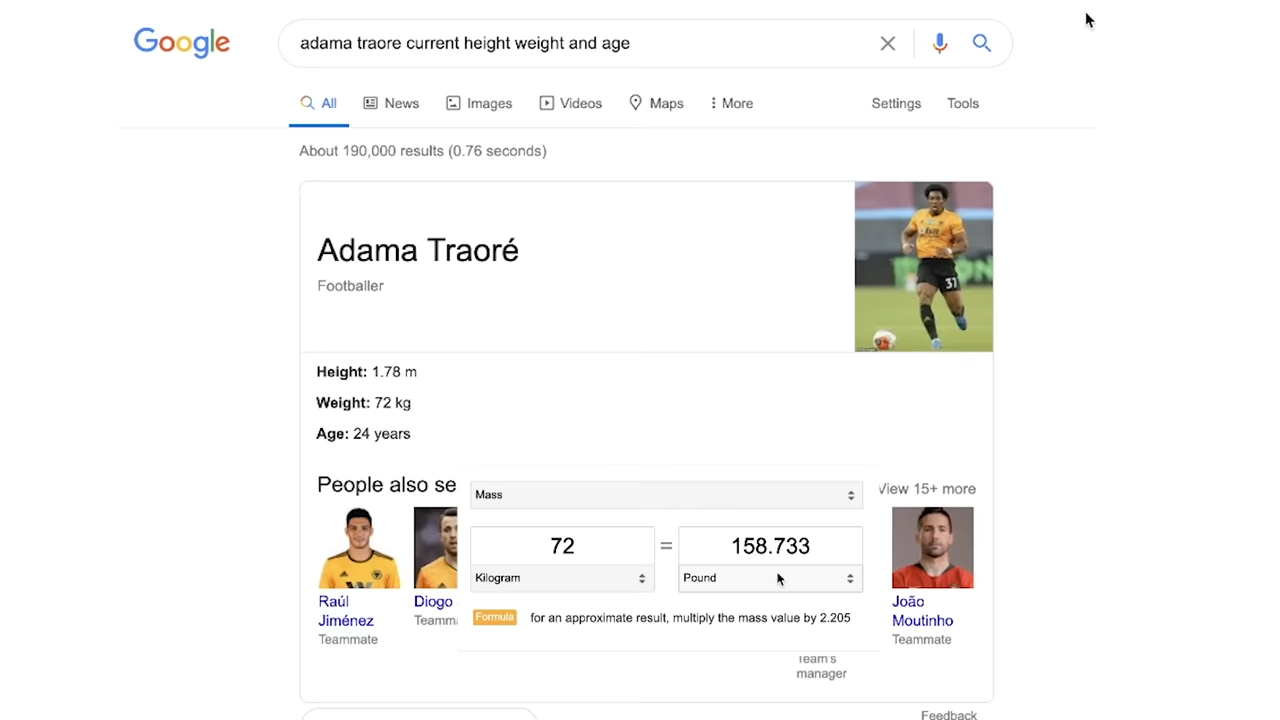 Google
adama traore current height weight and age
All News Images Videos Maps More Settings Tools
About 190,000 results (0.76 seconds)
Adama Traoré
Footballer
37
Height: 1.78 m
Weight: 72 kg
Age: 24 years
People also se
View 15+ more
Mass
72 = 158.733
Kilogram Pound
Formula for an approximate result, multiply the mass value by 2.205
Raúl
Jiménez
Teammate
Diogo
Teamm
João
Moutinho
Teammate
Team's
manager
Feedback